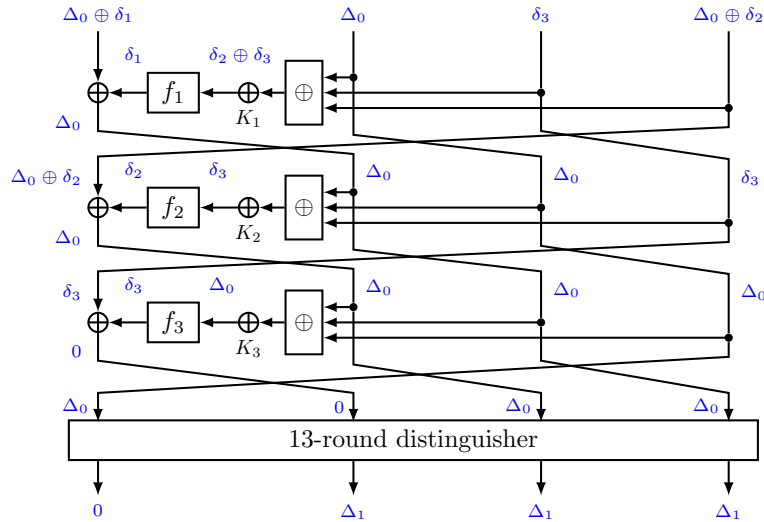 Δ₀ ⊕ δ₁ Δ₀ δ₃ Δ₀ ⊕ δ₂
δ₁ δ₂ ⊕ δ₃
f₁ ⊕
K₁
Δ₀
Δ₀ ⊕ δ₂ δ₂ δ₃ Δ₀ Δ₀ δ₃
f₂ ⊕
K₂
Δ₀
δ₃ δ₃ Δ₀ Δ₀ Δ₀ Δ₀
f₃ ⊕
K₃
0
Δ₀ 0 Δ₀ Δ₀
13-round distinguisher
0 Δ₁ Δ₁ Δ₁